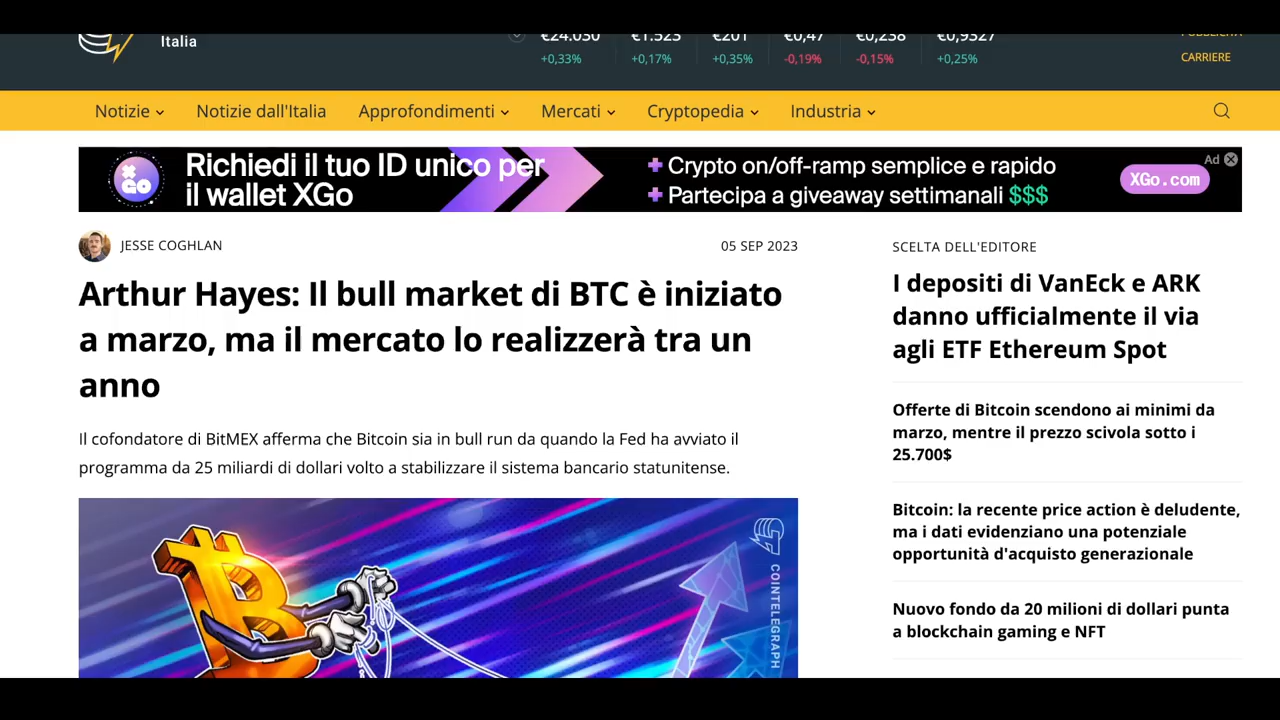 Italia
€24.030
€1.523
€201
€0,47
€0,238
€0,9327
+0,33%
+0,17%
+0,35%
-0,19%
-0,15%
+0,25%
PUBBLICITÀ
CARRIERE
Notizie
Notizie dall'Italia
Approfondimenti
Mercati
Cryptopedia
Industria
XGO
Richiedi il tuo ID unico per
il wallet XGo
+ Crypto on/off-ramp semplice e rapido
+ Partecipa a giveaway settimanali $$$
XGo.com
Ad
JESSE COGHLAN
05 SEP 2023
Arthur Hayes: Il bull market di BTC è iniziato
a marzo, ma il mercato lo realizzerà tra un
anno
Il cofondatore di BitMEX afferma che Bitcoin sia in bull run da quando la Fed ha avviato il
programma da 25 miliardi di dollari volto a stabilizzare il sistema bancario statunitense.
COINTELEGRAPH
SCELTA DELL'EDITORE
I depositi di VanEck e ARK
danno ufficialmente il via
agli ETF Ethereum Spot
Offerte di Bitcoin scendono ai minimi da
marzo, mentre il prezzo scivola sotto i
25.700$
Bitcoin: la recente price action è deludente,
ma i dati evidenziano una potenziale
opportunità d'acquisto generazionale
Nuovo fondo da 20 milioni di dollari punta
a blockchain gaming e NFT